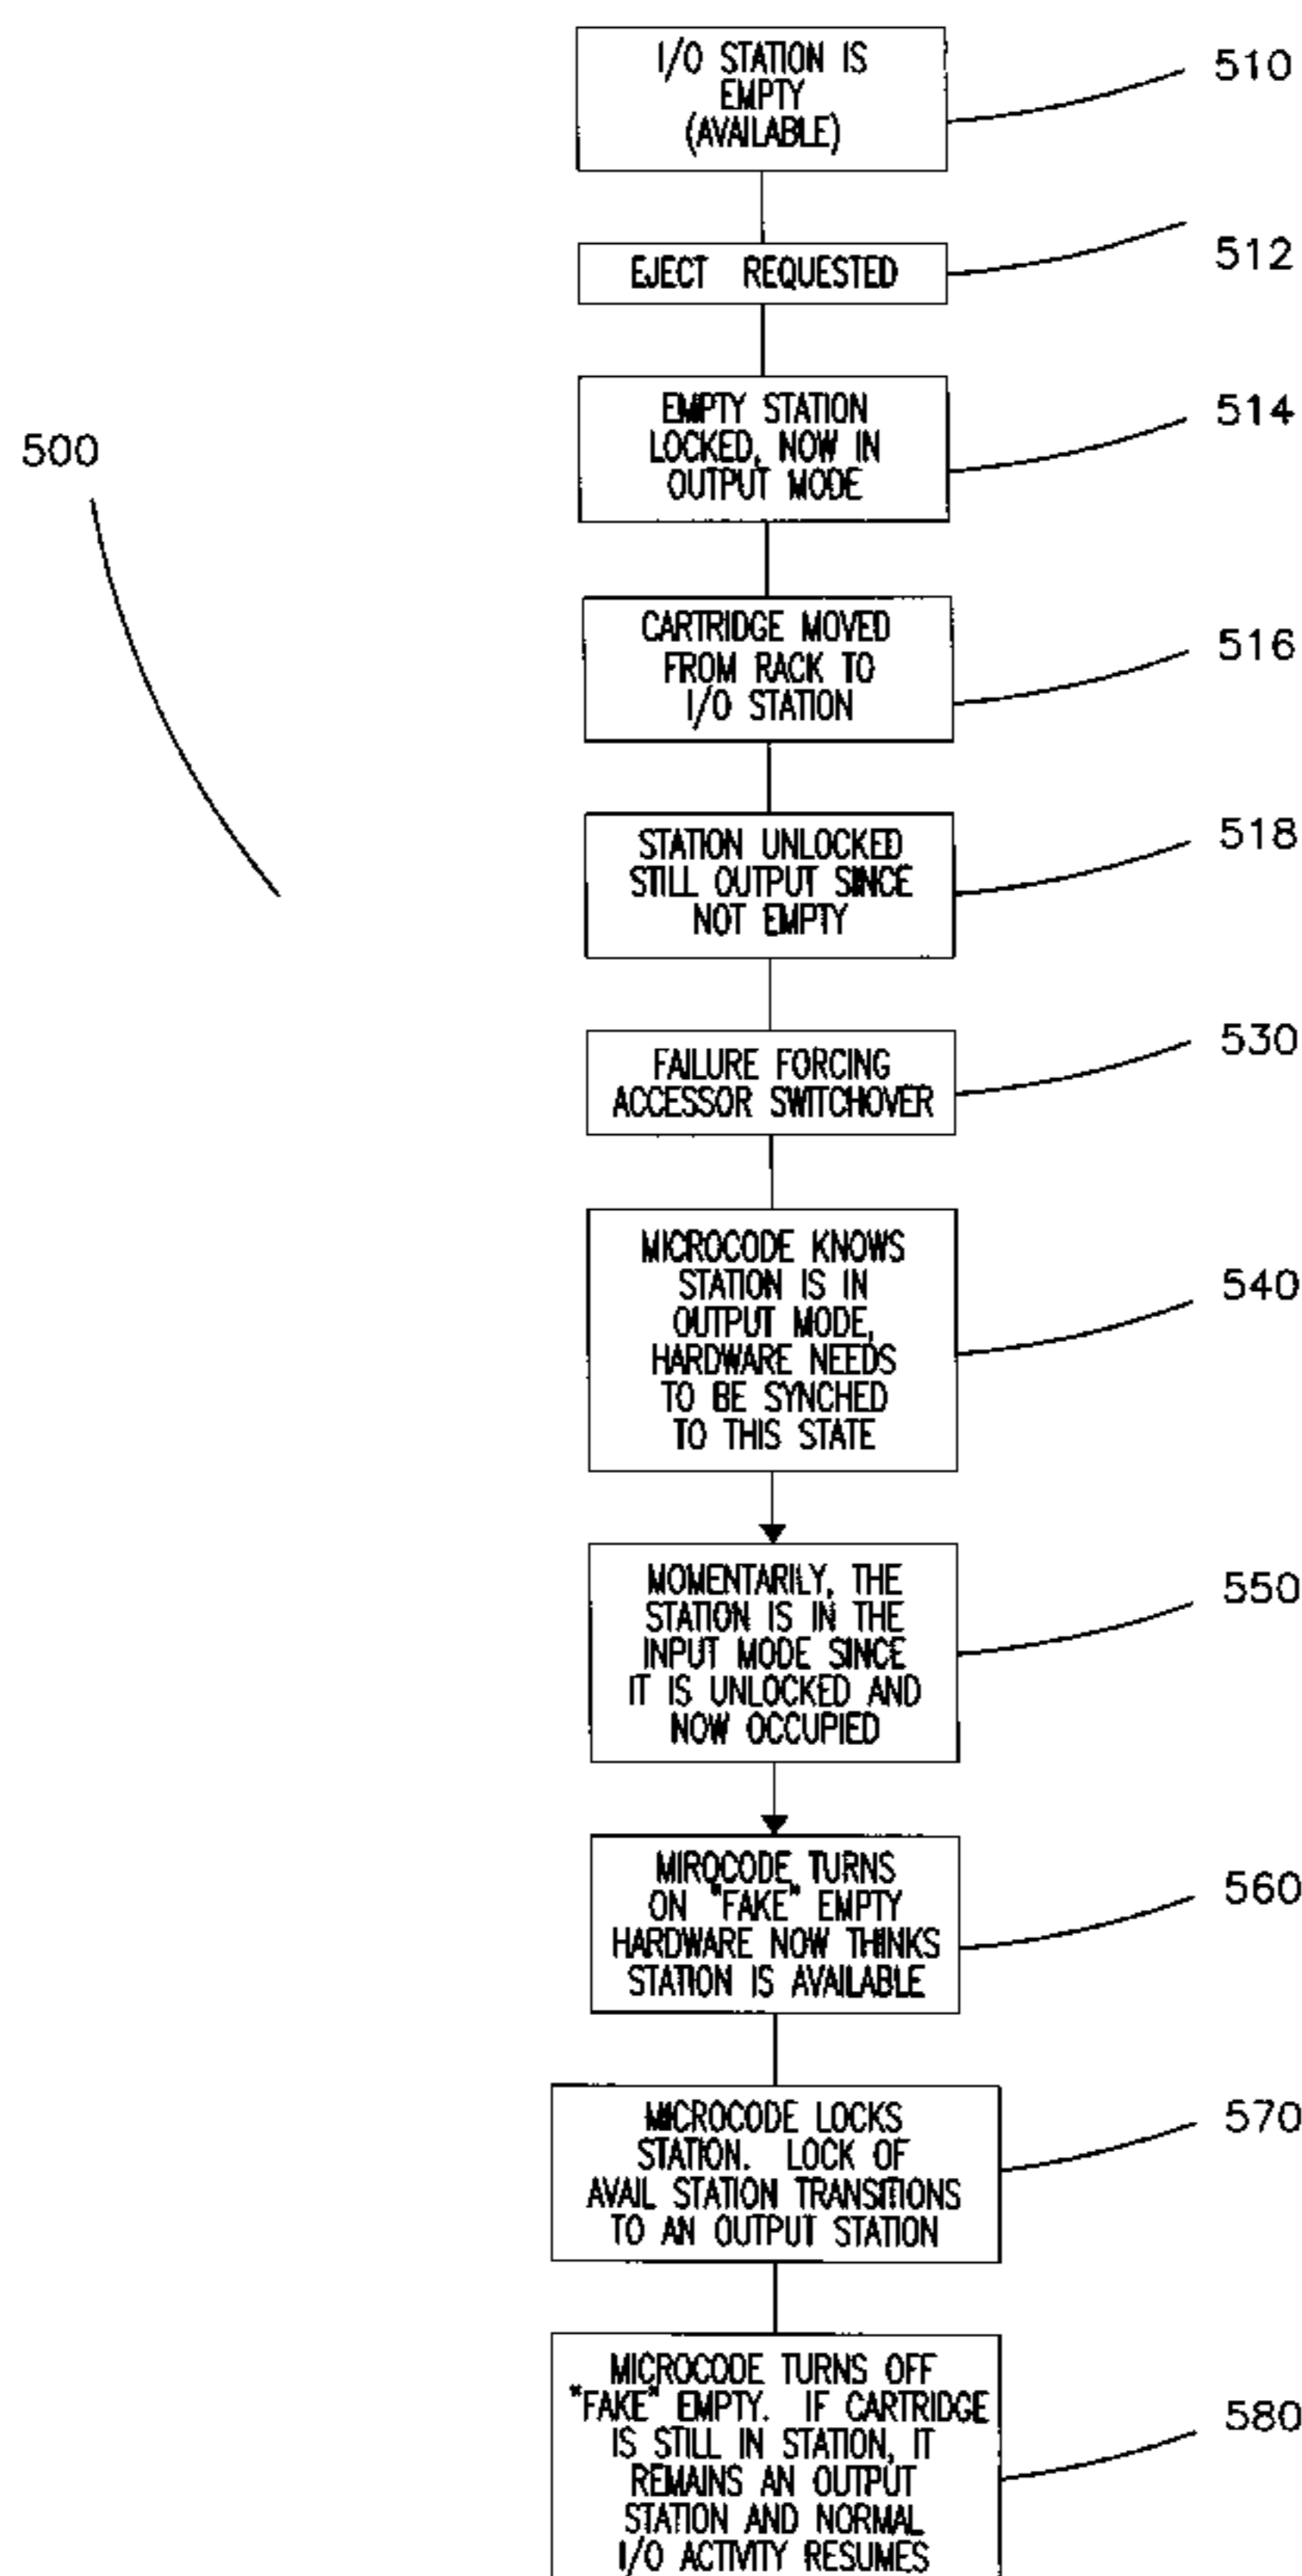 I/O STATION IS
EMPTY
(AVAILABLE)
510
EJECT REQUESTED
512
EMPTY STATION
LOCKED, NOW IN
OUTPUT MODE
514
500
CARTRIDGE MOVED
FROM RACK TO
I/O STATION
516
STATION UNLOCKED
STILL OUTPUT SINCE
NOT EMPTY
518
FAILURE FORCING
ACCESSOR SWITCHOVER
530
MICROCODE KNOWS
STATION IS IN
OUTPUT MODE,
HARDWARE NEEDS
TO BE SYNCHED
TO THIS STATE
540
MOMENTARILY, THE
STATION IS IN THE
INPUT MODE SINCE
IT IS UNLOCKED AND
NOW OCCUPIED
550
MIROCODE TURNS
ON "FAKE" EMPTY
HARDWARE NOW THINKS
STATION IS AVAILABLE
560
MICROCODE LOCKS
STATION. LOCK OF
AVAIL STATION TRANSITIONS
TO AN OUTPUT STATION
570
MICROCODE TURNS OFF
"FAKE" EMPTY. IF CARTRIDGE
IS STILL IN STATION, IT
REMAINS AN OUTPUT
STATION AND NORMAL
I/O ACTIVITY RESUMES
580